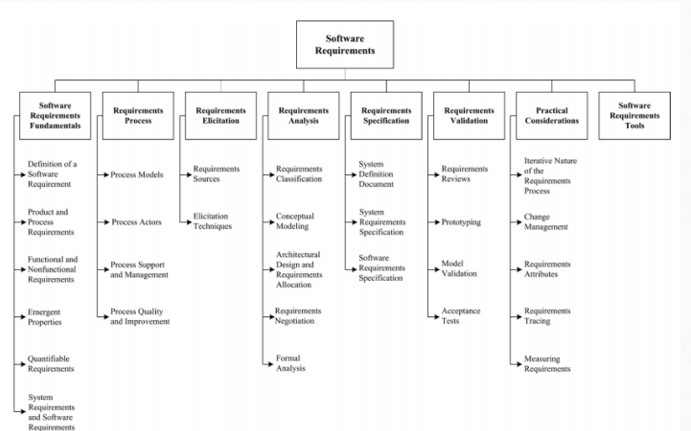 Software
Requirements
Software
Requirements
Fundamentals
Requirements
Process
Requirements
Elicitation
Requirements
Analysis
Requirements
Specification
Requirements
Validation
Practical
Considerations
Software
Requirements
Tools
Definition of a
Software
Requirement
Product and
Process
Requirements
Functional and
Nonfunctional
Requirements
Emergent
Properties
Quantifiable
Requirements
System
Requirements
and Software
Requirements
Process Models
Process Actors
Process Support
and Management
Process Quality
and Improvement
Requirements
Sources
Elicitation
Techniques
Requirements
Classification
Conceptual
Modeling
Architectural
Design and
Requirements
Allocation
Requirements
Negotiation
Formal
Analysis
System
Definition
Document
System
Requirements
Specification
Software
Requirements
Specification
Requirements
Reviews
Prototyping
Model
Validation
Acceptance
Tests
Iterative Nature
of the
Requirements
Process
Change
Management
Requirements
Attributes
Requirements
Tracing
Measuring
Requirements